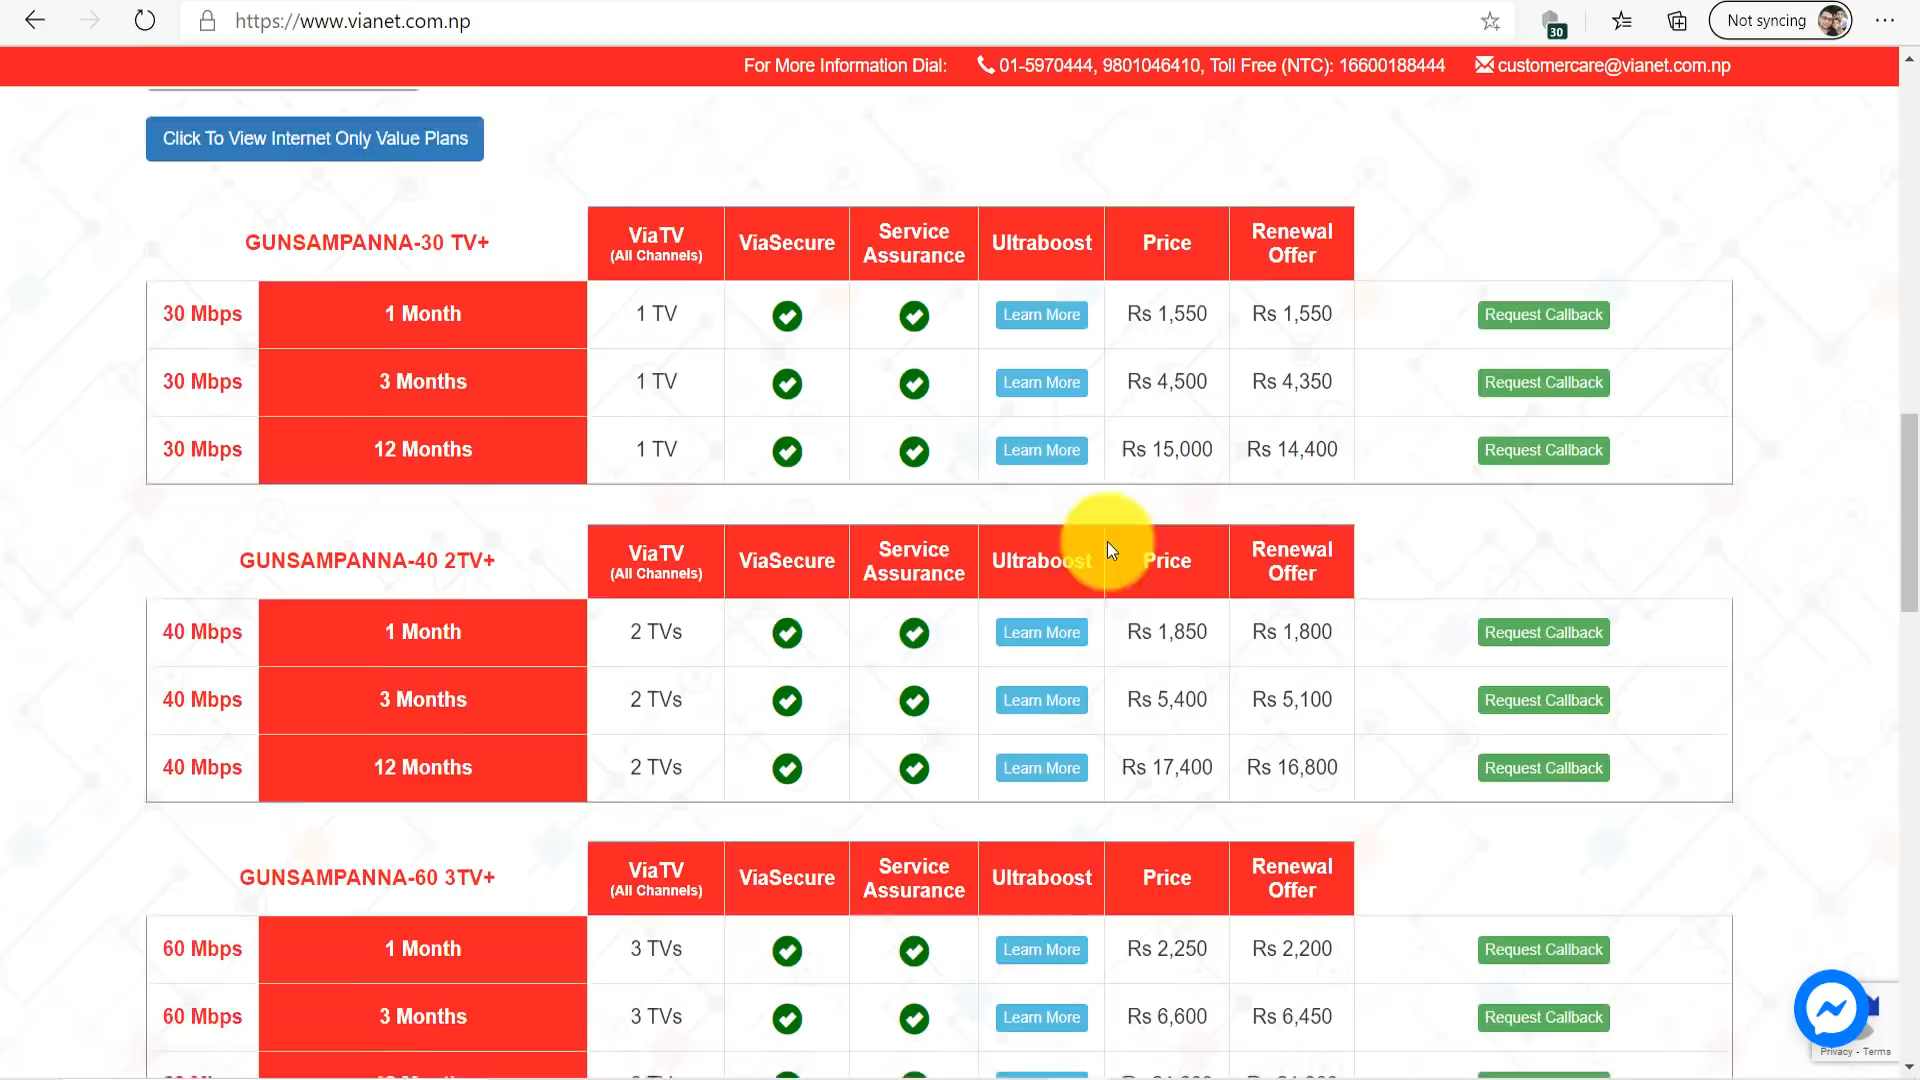 https://www.vianet.com.np
30
Not syncing
For More Information Dial: 01-5970444, 9801046410, Toll Free (NTC): 16600188444 customercare@vianet.com.np
Click To View Internet Only Value Plans
GUNSAMPANNA-30 TV+ ViaTV (All Channels) ViaSecure Service Assurance Ultraboost Price Renewal Offer
30 Mbps 1 Month 1 TV Learn More Rs 1,550 Rs 1,550 Request Callback
30 Mbps 3 Months 1 TV Learn More Rs 4,500 Rs 4,350 Request Callback
30 Mbps 12 Months 1 TV Learn More Rs 15,000 Rs 14,400 Request Callback
GUNSAMPANNA-40 2TV+ ViaTV (All Channels) ViaSecure Service Assurance Ultraboost Price Renewal Offer
40 Mbps 1 Month 2 TVs Learn More Rs 1,850 Rs 1,800 Request Callback
40 Mbps 3 Months 2 TVs Learn More Rs 5,400 Rs 5,100 Request Callback
40 Mbps 12 Months 2 TVs Learn More Rs 17,400 Rs 16,800 Request Callback
GUNSAMPANNA-60 3TV+ ViaTV (All Channels) ViaSecure Service Assurance Ultraboost Price Renewal Offer
60 Mbps 1 Month 3 TVs Learn More Rs 2,250 Rs 2,200 Request Callback
60 Mbps 3 Months 3 TVs Learn More Rs 6,600 Rs 6,450 Request Callback
Privacy - Terms